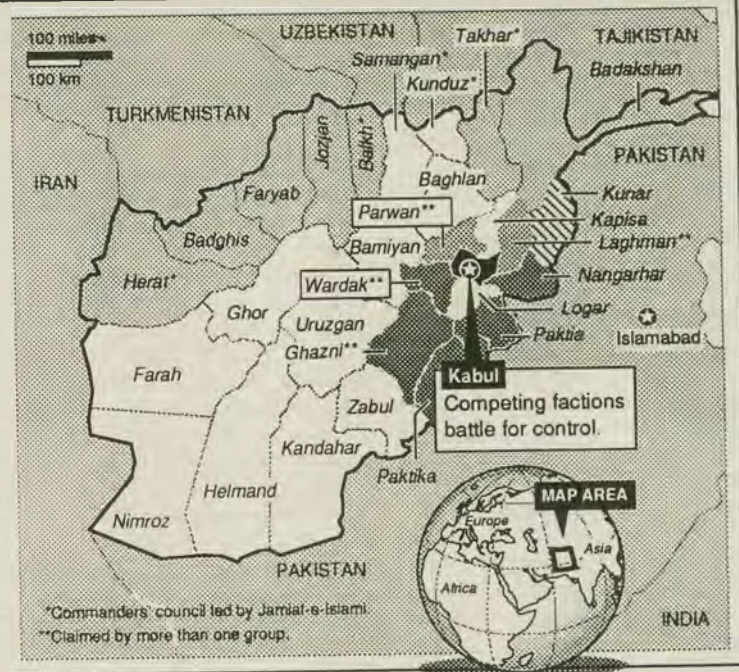 100 miles
100 km
UZBEKISTAN
Takhar*
TAJIKISTAN
Samangan*
Kunduz*
Badakshan
TURKMENISTAN
Jozjan
Balkh*
PAKISTAN
IRAN
Baghlan
Faryab
Kunar
Parwan**
Kapisa
Badghis
Laghman**
Bamiyan
Herat*
Nangarhar
Wardak**
Ghor
Logar
Uruzgan
Paktia
Islamabad
Ghazni**
Farah
Kabul
Zabul
Competing factions
battle for control.
Kandahar
Paktika
Helmand
MAP AREA
Nimroz
Europe
Asia
PAKISTAN
Africa
*Commanders' council led by Jamiat-e-Islami.
**Claimed by more than one group.
INDIA